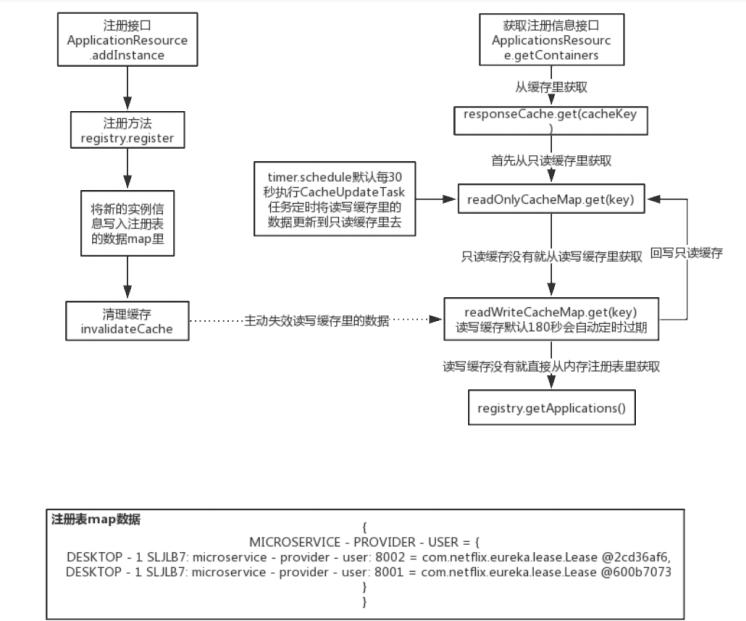 注册接口
ApplicationResource
.addInstance
注册方法
registry.register
将新的实例信
息写入注册表
的数据map里
清理缓存
invalidateCache
主动失效读写缓存里的数据
获取注册信息接口
ApplicationsResourc
e.getContainers
从缓存里获取
responseCache.get(cacheKey
)
首先从只读缓存里获取
timer.schedule默认每30
秒执行CacheUpdateTask
任务定时将读写缓存里的
数据更新到只读缓存里去
readOnlyCacheMap.get(key)
只读缓存没有就从读写缓存里获取
回写只读缓存
readWriteCacheMap.get(key)
读写缓存默认180秒会自动定时过期
读写缓存没有就直接从内存注册表里获取
registry.getApplications()
注册表map数据
{
MICROSERVICE - PROVIDER - USER = {
DESKTOP - 1 SLJLB7: microservice - provider - user: 8002 = com.netflix.eureka.lease.Lease @2cd36af6,
DESKTOP - 1 SLJLB7: microservice - provider - user: 8001 = com.netflix.eureka.lease.Lease @600b7073
}
}